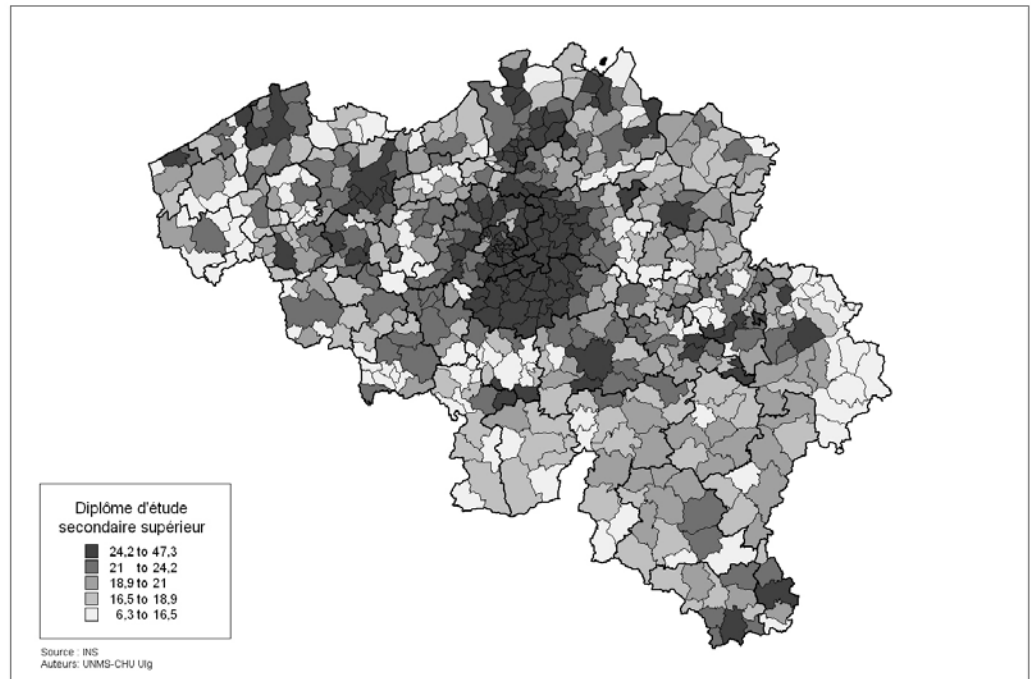 Diplôme d'étude
secondaire supérieur
24,2 to 47,3
21 to 24,2
18,9 to 21
16,5 to 18,9
6,3 to 16,5
Source : INS
Auteurs: UNMS-CHU Ulg